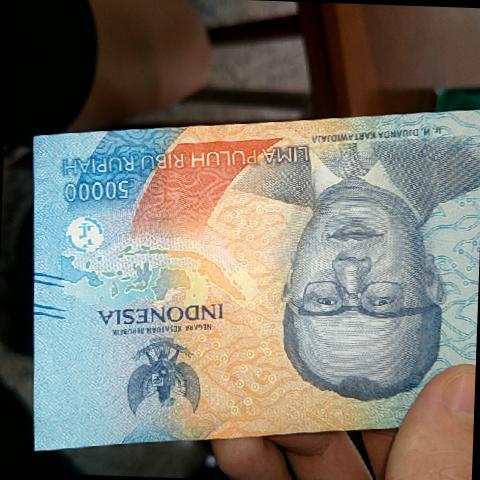 NEGARA KESATUAN REPUBLIK
INDONESIA
50000
LIMA PULUH RIBU RUPIAH
Ir. H. DJUANDA KARTAWIDJAJA